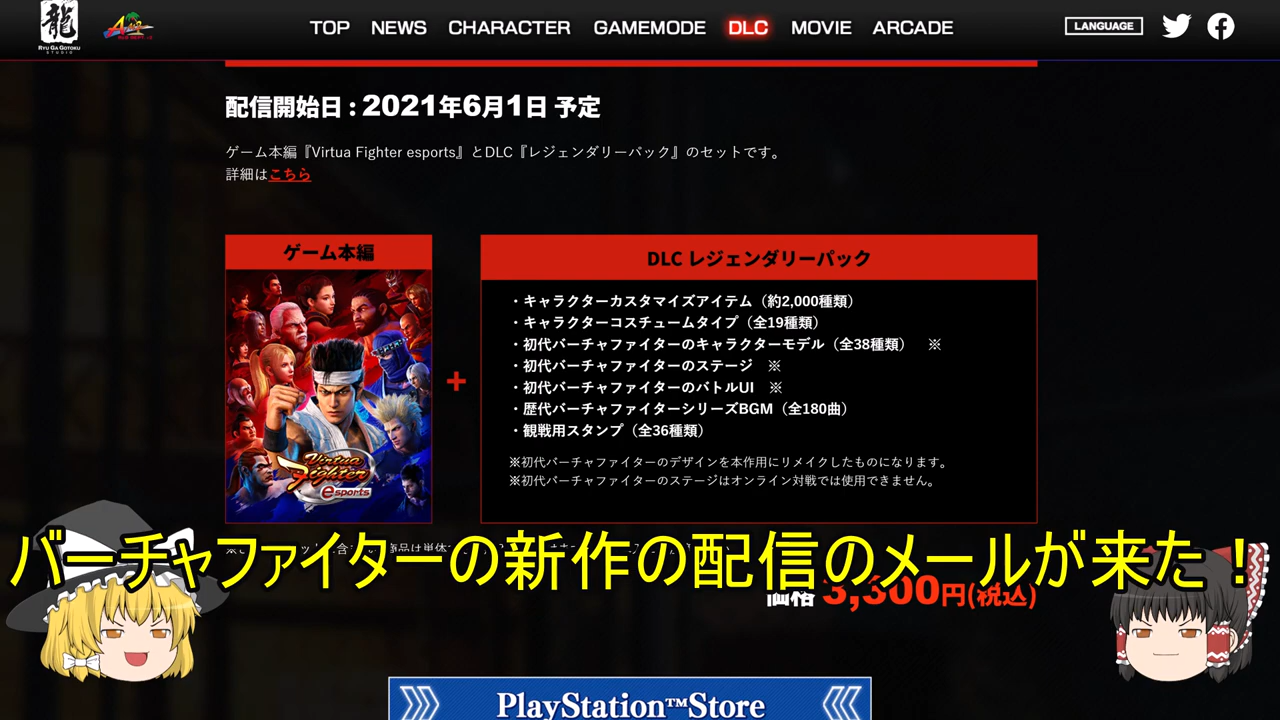 龍
RYU GA GOTOKU
STUDIO
TOP NEWS CHARACTER GAMEMODE DLC MOVIE ARCADE
LANGUAGE
配信開始日 : 2021年6月1日 予定
ゲーム本編『Virtua Fighter esports』とDLC『レジェンダリーパック』のセットです。
詳細はこちら
ゲーム本編
Virtua
Fighter
esports
+
DLC レジェンダリーパック
・キャラクターカスタマイズアイテム（約2,000種類）
・キャラクターコスチュームタイプ（全19種類）
・初代バーチャファイターのキャラクターモデル（全38種類） ※
・初代バーチャファイターのステージ ※
・初代バーチャファイターのバトルUI ※
・歴代バーチャファイターシリーズBGM（全180曲）
・観戦用スタンプ（全36種類）
※初代バーチャファイターのデザインを本作用にリメイクしたものになります。
※初代バーチャファイターのステージはオンライン対戦では使用できません。
バーチャファイターの新作の配信のメールが来た！
価格 3,300円(税込)
PlayStation™Store